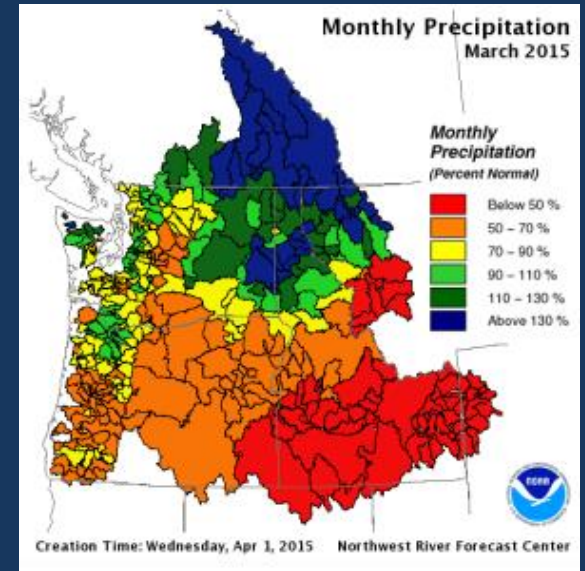 Monthly Precipitation
March 2015
Monthly
Precipitation
(Percent Normal)
Below 50 %
50 - 70 %
70 - 90 %
90 - 110 %
110 - 130 %
Above 130 %
noaa
Creation Time: Wednesday, Apr 1, 2015 Northwest River Forecast Center